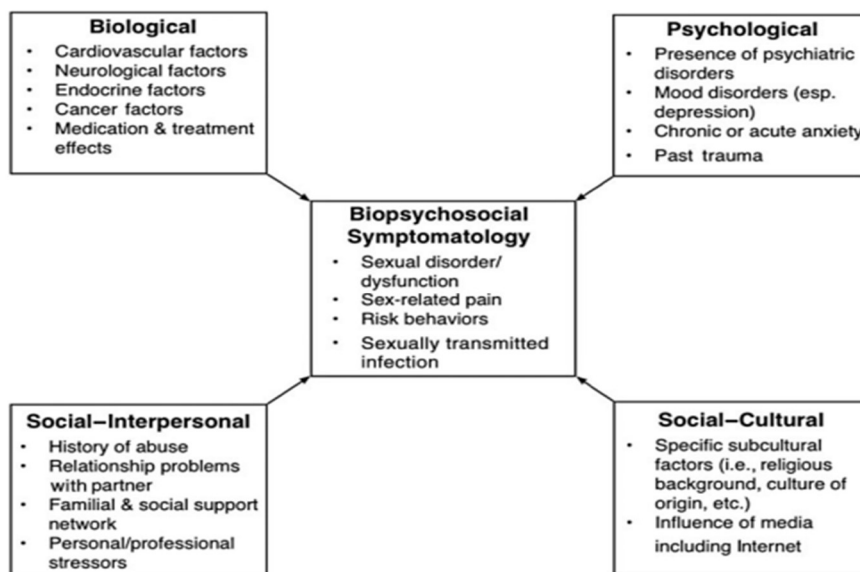 Biological
• Cardiovascular factors
• Neurological factors
• Endocrine factors
• Cancer factors
• Medication & treatment
effects
Psychological
• Presence of psychiatric
disorders
• Mood disorders (esp.
depression)
• Chronic or acute anxiety
• Past trauma
Biopsychosocial
Symptomatology
• Sexual disorder/
dysfunction
• Sex-related pain
• Risk behaviors
• Sexually transmitted
infection
Social–Interpersonal
• History of abuse
• Relationship problems
with partner
• Familial & social support
network
• Personal/professional
stressors
Social–Cultural
• Specific subcultural
factors (i.e., religious
background, culture of
origin, etc.)
• Influence of media
including Internet